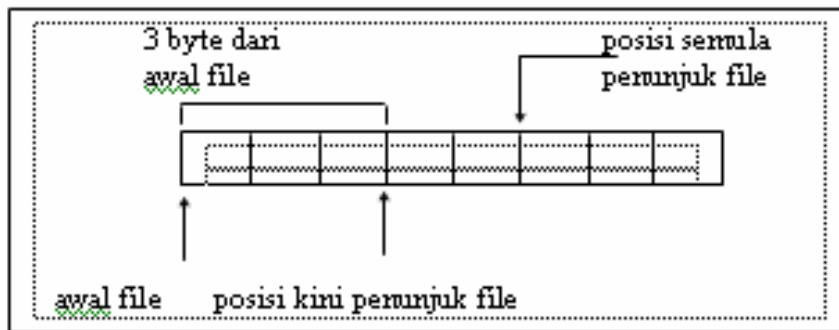 3 byte dari
awal file
posisi semula
penunjuk file
awal file
posisi kini penunjuk file